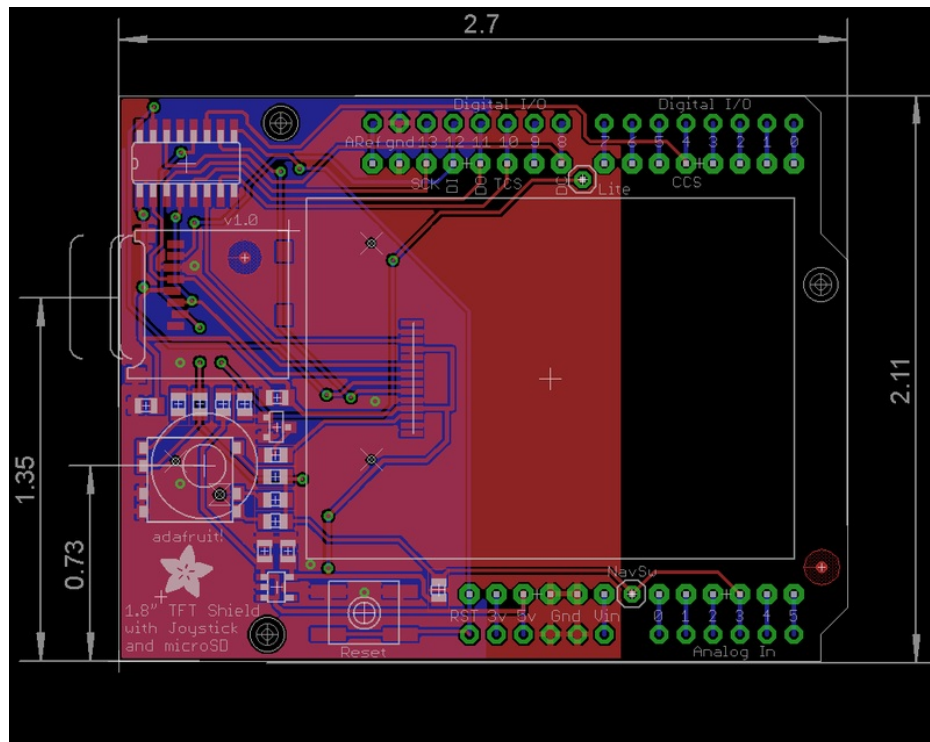 2.7
Digital I/O Digital I/O
ARef gnd 13 12 11 10 9 8 7 6 5 4 3 2 1 0
SCK TCS Lite CCS
v1.0
2.11
1.35
0.73
adafruit!
1.8" TFT Shield
with Joystick
and microSD
NavSw
RST 3v 5v Gnd Vin 0 1 2 3 4 5
Reset
Analog In